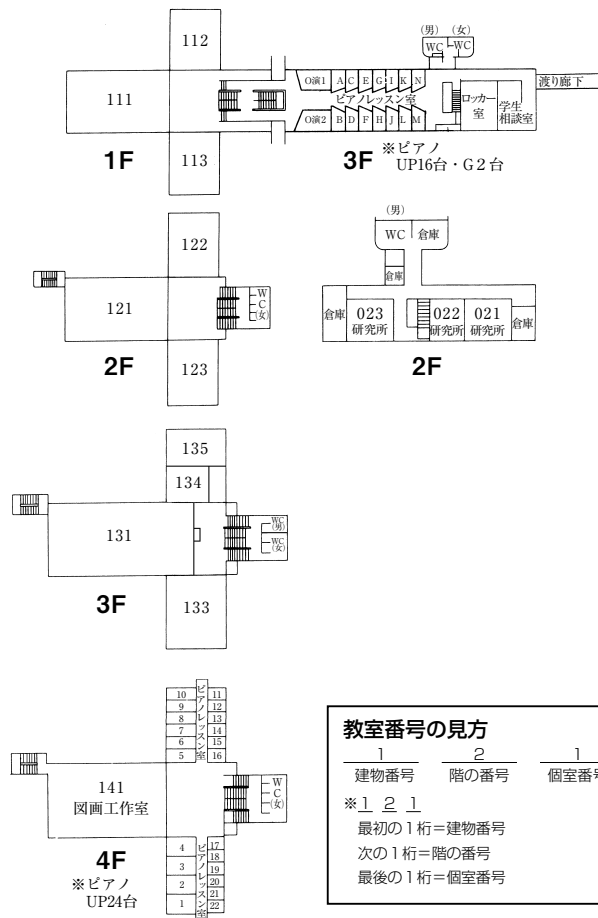 112
(男) (女)
WC WC
111
O演1 A C E G I K N
ピアノレッスン室
O演2 B D F H J L M
ロッカー室
学生相談室
渡り廊下
113
1F
3F
※ピアノ
UP16台・G2台
122
121
W
C
(女)
123
2F
(男)
WC 倉庫
倉庫
倉庫
023
研究所
022
研究所
021
研究所
倉庫
2F
135
134
131
WC
(男)
WC
(女)
133
3F
10 ピアノレッスン室 11
9 12
8 13
7 14
6 15
5 16
141
図画工作室
W
C
(女)
4 ピアノレッスン室 17
18
3 19
2 20
21
1 22
4F
※ピアノ
UP24台
教室番号の見方
1 2 1
建物番号 階の番号 個室番号
※1 2 1
最初の1桁=建物番号
次の1桁=階の番号
最後の1桁=個室番号